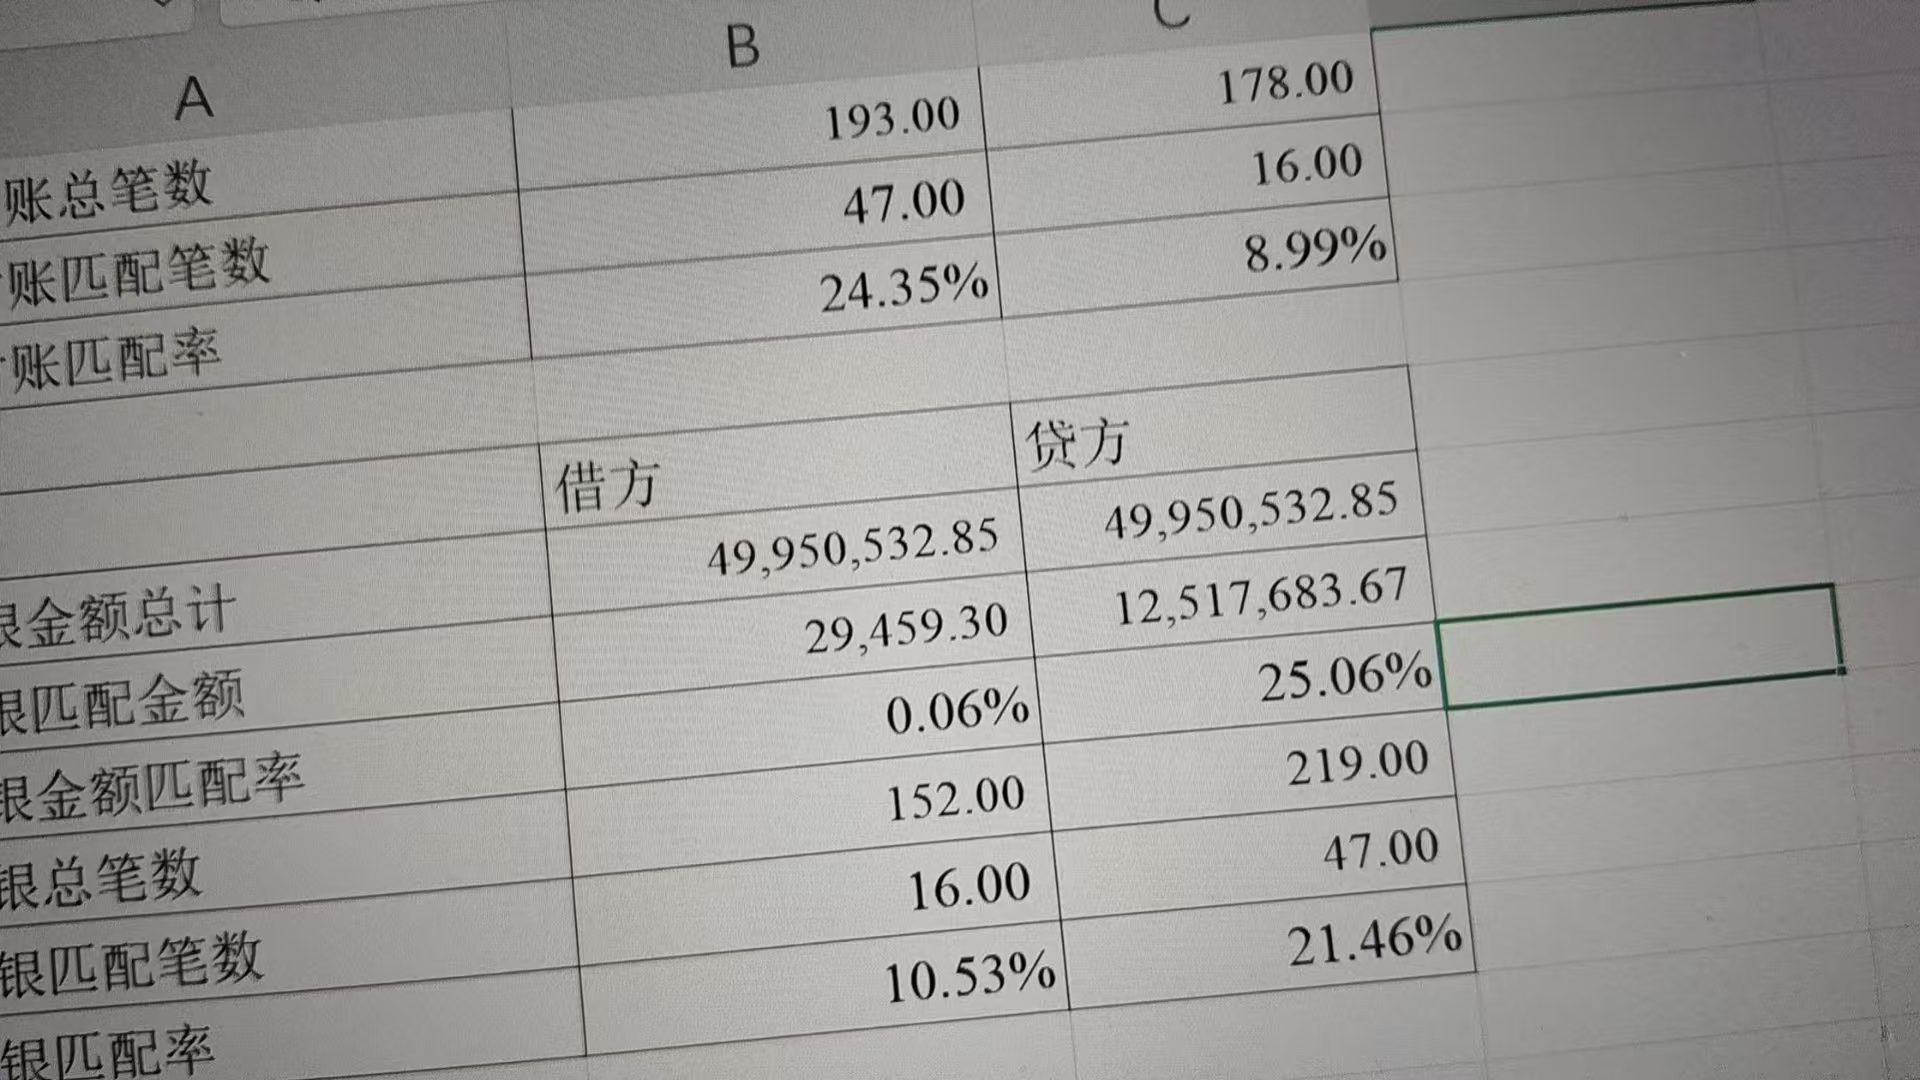 A B C
账总笔数 193.00 178.00
账匹配笔数 47.00 16.00
账匹配率 24.35% 8.99%
借方 贷方
银金额总计 49,950,532.85 49,950,532.85
银匹配金额 29,459.30 12,517,683.67
银金额匹配率 0.06% 25.06%
银总笔数 152.00 219.00
银匹配笔数 16.00 47.00
银匹配率 10.53% 21.46%